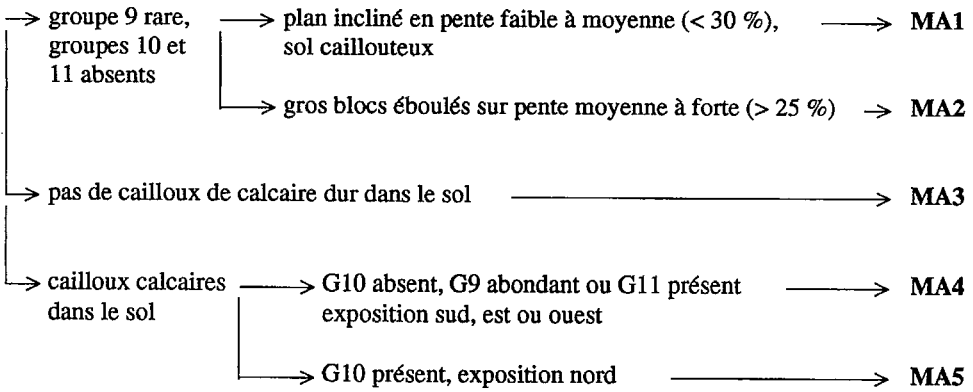 groupe 9 rare,
groupes 10 et
11 absents
plan incliné en pente faible à moyenne (< 30 %),
sol caillouteux
MA1
gros blocs éboulés sur pente moyenne à forte (> 25 %)
MA2
pas de cailloux de calcaire dur dans le sol
MA3
cailloux calcaires
dans le sol
G10 absent, G9 abondant ou G11 présent
exposition sud, est ou ouest
MA4
G10 présent, exposition nord
MA5